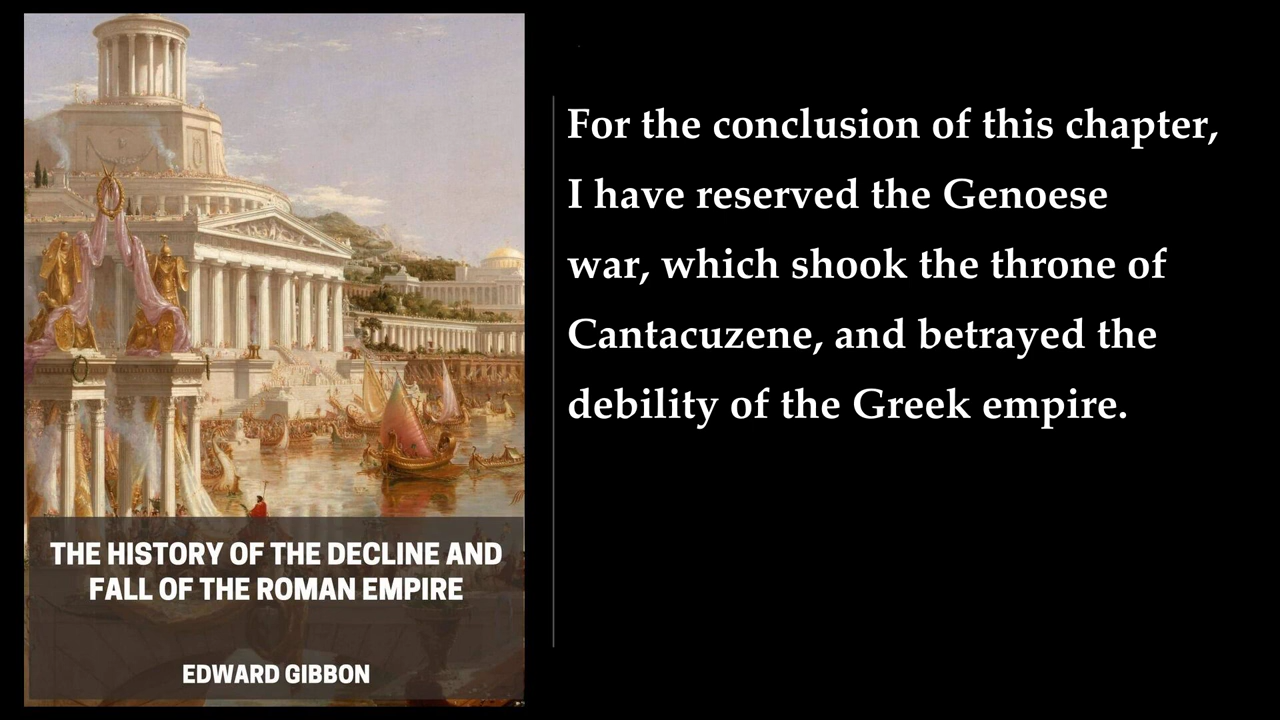 For the conclusion of this chapter,
I have reserved the Genoese
war, which shook the throne of
Cantacuzene, and betrayed the
debility of the Greek empire.
THE HISTORY OF THE DECLINE AND
FALL OF THE ROMAN EMPIRE
EDWARD GIBBON